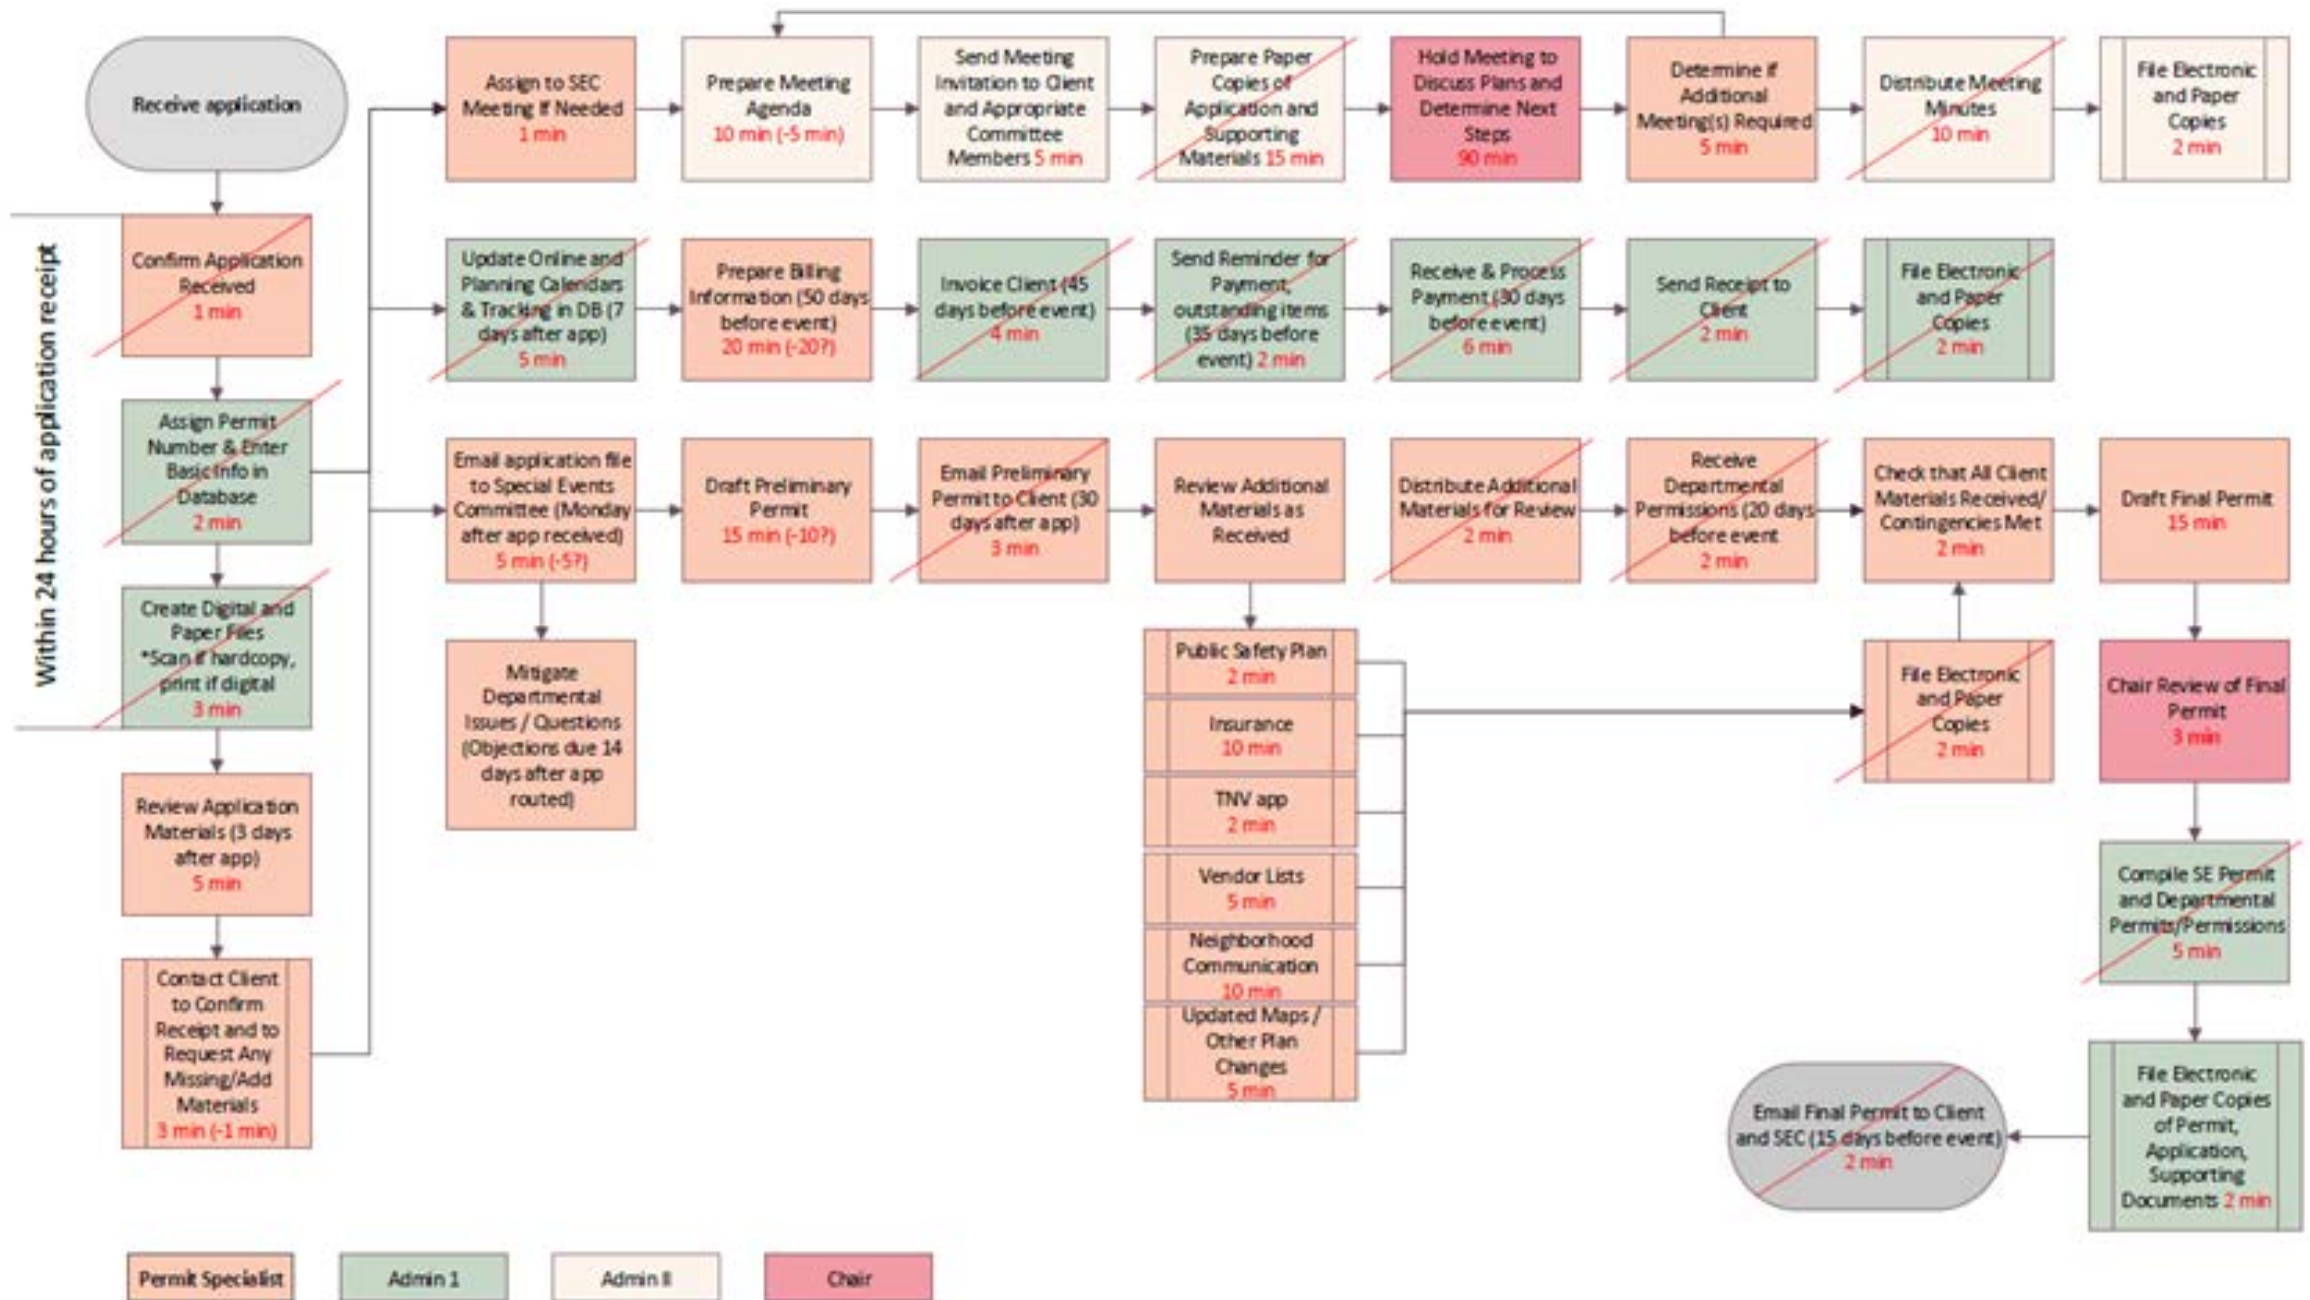 Receive application
Within 24 hours of application receipt
Confirm Application
Received
1 min
Assign Permit
Number & Enter
Basic Info in
Database
2 min
Create Digital and
Paper Files
*Scan if hardcopy,
print if digital
3 min
Review Application
Materials (3 days
after app)
5 min
Contact Client
to Confirm
Receipt and to
Request Any
Missing/Add
Materials
3 min (-1 min)
Assign to SEC
Meeting If Needed
1 min
Prepare Meeting
Agenda
10 min (-5 min)
Send Meeting
Invitation to Client
and Appropriate
Committee
Members 5 min
Prepare Paper
Copies of
Application and
Supporting
Materials 15 min
Hold Meeting to
Discuss Plans and
Determine Next
Steps
90 min
Determine if
Additional
Meeting(s) Required
5 min
Distribute Meeting
Minutes
10 min
File Electronic
and Paper
Copies
2 min
Update Online and
Planning Calendars
& Tracking in DB (7
days after app)
5 min
Prepare Billing
Information (50 days
before event)
20 min (-20?)
Invoice Client (45
days before event)
4 min
Send Reminder for
Payment,
outstanding items
(35 days before
event) 2 min
Receive & Process
Payment (30 days
before event)
6 min
Send Receipt to
Client
2 min
File Electronic
and Paper
Copies
2 min
Email application file
to Special Events
Committee (Monday
after app received)
5 min (-5?)
Draft Preliminary
Permit
15 min (-10?)
Email Preliminary
Permit to Client (30
days after app)
3 min
Review Additional
Materials as
Received
Distribute Additional
Materials for Review
2 min
Receive
Departmental
Permissions (20 days
before event
2 min
Check that All Client
Materials Received/
Contingencies Met
2 min
Draft Final Permit
15 min
Mitigate
Departmental
Issues / Questions
(Objections due 14
days after app
routed)
Public Safety Plan
2 min
Insurance
10 min
TNV app
2 min
Vendor Lists
5 min
Neighborhood
Communication
10 min
Updated Maps /
Other Plan
Changes
5 min
File Electronic
and Paper
Copies
2 min
Chair Review of Final
Permit
3 min
Compile SE Permit
and Departmental
Permits/Permissions
5 min
File Electronic
and Paper Copies
of Permit,
Application,
Supporting
Documents 2 min
Email Final Permit to Client
and SEC (15 days before event)
2 min
Permit Specialist
Admin 1
Admin II
Chair